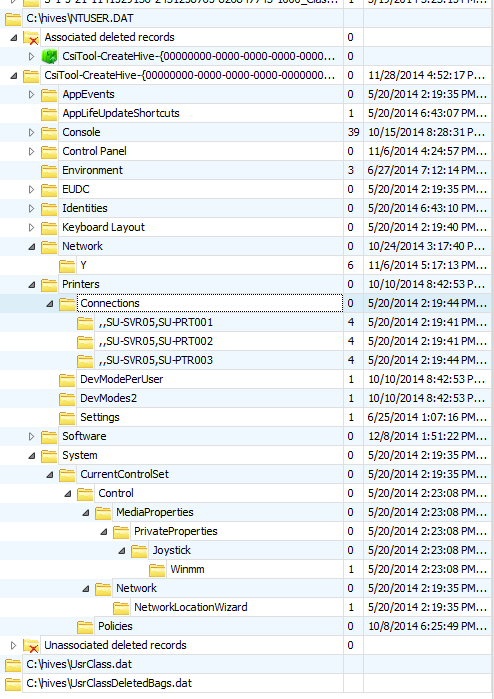 C:\hives\NTUSER.DAT
Associated deleted records 0
CsiTool-CreateHive-{00000000-0000-0000-0000-0000... 0
CsiTool-CreateHive-{00000000-0000-0000-0000-0000000... 0 11/28/2014 4:52:17 P...
AppEvents 0 5/20/2014 2:19:35 PM...
AppLifeUpdateShortcuts 1 5/20/2014 6:43:07 PM...
Console 39 10/15/2014 8:28:31 P...
Control Panel 0 11/6/2014 4:24:57 PM...
Environment 3 6/27/2014 7:12:14 PM...
EUDC 0 5/20/2014 2:19:35 PM...
Identities 0 5/20/2014 6:43:10 PM...
Keyboard Layout 0 5/20/2014 2:19:40 PM...
Network 0 10/24/2014 3:17:40 P...
Y 6 11/6/2014 5:17:13 PM...
Printers 0 10/10/2014 8:42:53 P...
Connections 0 5/20/2014 2:19:44 PM...
,,SU-SVR05,SU-PRT001 4 5/20/2014 2:19:41 PM...
,,SU-SVR05,SU-PRT002 4 5/20/2014 2:19:41 PM...
,,SU-SVR05,SU-PTR003 4 5/20/2014 2:19:44 PM...
DevModePerUser 1 10/10/2014 8:42:53 P...
DevModes2 1 10/10/2014 8:42:53 P...
Settings 1 6/25/2014 1:07:16 PM...
Software 0 12/8/2014 1:51:22 PM...
System 0 5/20/2014 2:19:35 PM...
CurrentControlSet 0 5/20/2014 2:19:35 PM...
Control 0 5/20/2014 2:23:08 PM...
MediaProperties 0 5/20/2014 2:23:08 PM...
PrivateProperties 0 5/20/2014 2:23:08 PM...
Joystick 0 5/20/2014 2:23:08 PM...
Winmm 1 5/20/2014 2:23:08 PM...
Network 0 5/20/2014 2:19:35 PM...
NetworkLocationWizard 1 5/20/2014 2:19:35 PM...
Policies 0 10/8/2014 6:25:49 PM...
Unassociated deleted records 0
C:\hives\UsrClass.dat
C:\hives\UsrClassDeletedBags.dat